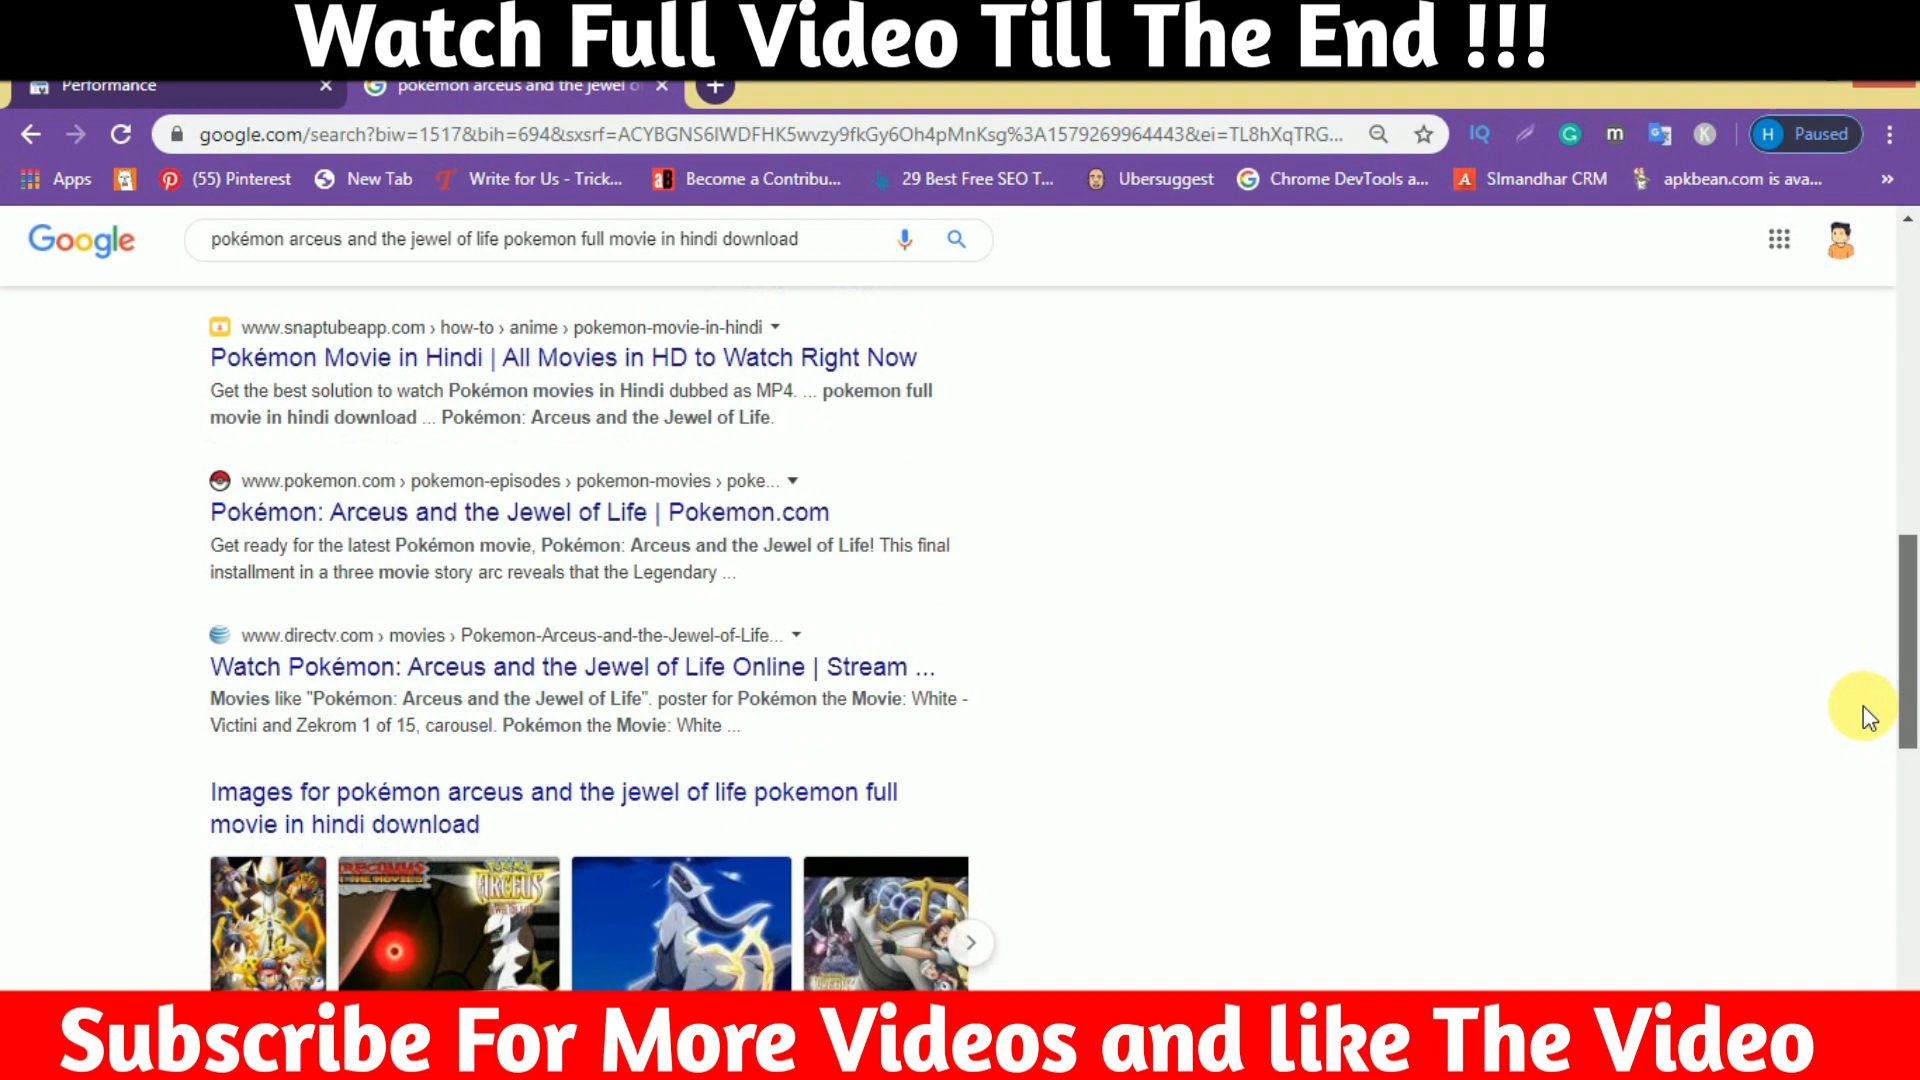 Watch Full Video Till The End !!!
Performance
pokemon arceus and the jewel o
google.com/search?biw=1517&bih=694&sxsrf=ACYBGNS6IWDFHK5wvzy9fkGy6Oh4pMnKsg%3A1579269964443&ei=TL8hXqTRG...
IQ
m
K
H Paused
Apps
(55) Pinterest
New Tab
Write for Us - Trick...
Become a Contribu...
29 Best Free SEO T...
Ubersuggest
Chrome DevTools a...
SImandhar CRM
apkbean.com is ava...
»
Google
pokémon arceus and the jewel of life pokemon full movie in hindi download
www.snaptubeapp.com › how-to › anime › pokemon-movie-in-hindi
Pokémon Movie in Hindi | All Movies in HD to Watch Right Now
Get the best solution to watch Pokémon movies in Hindi dubbed as MP4. ... pokemon full
movie in hindi download ... Pokémon: Arceus and the Jewel of Life.
www.pokemon.com › pokemon-episodes › pokemon-movies › poke...
Pokémon: Arceus and the Jewel of Life | Pokemon.com
Get ready for the latest Pokémon movie, Pokémon: Arceus and the Jewel of Life! This final
installment in a three movie story arc reveals that the Legendary ...
www.directv.com › movies › Pokemon-Arceus-and-the-Jewel-of-Life...
Watch Pokémon: Arceus and the Jewel of Life Online | Stream ...
Movies like "Pokémon: Arceus and the Jewel of Life". poster for Pokémon the Movie: White -
Victini and Zekrom 1 of 15, carousel. Pokémon the Movie: White ...
Images for pokémon arceus and the jewel of life pokemon full
movie in hindi download
ARCEUS
Subscribe For More Videos and like The Video